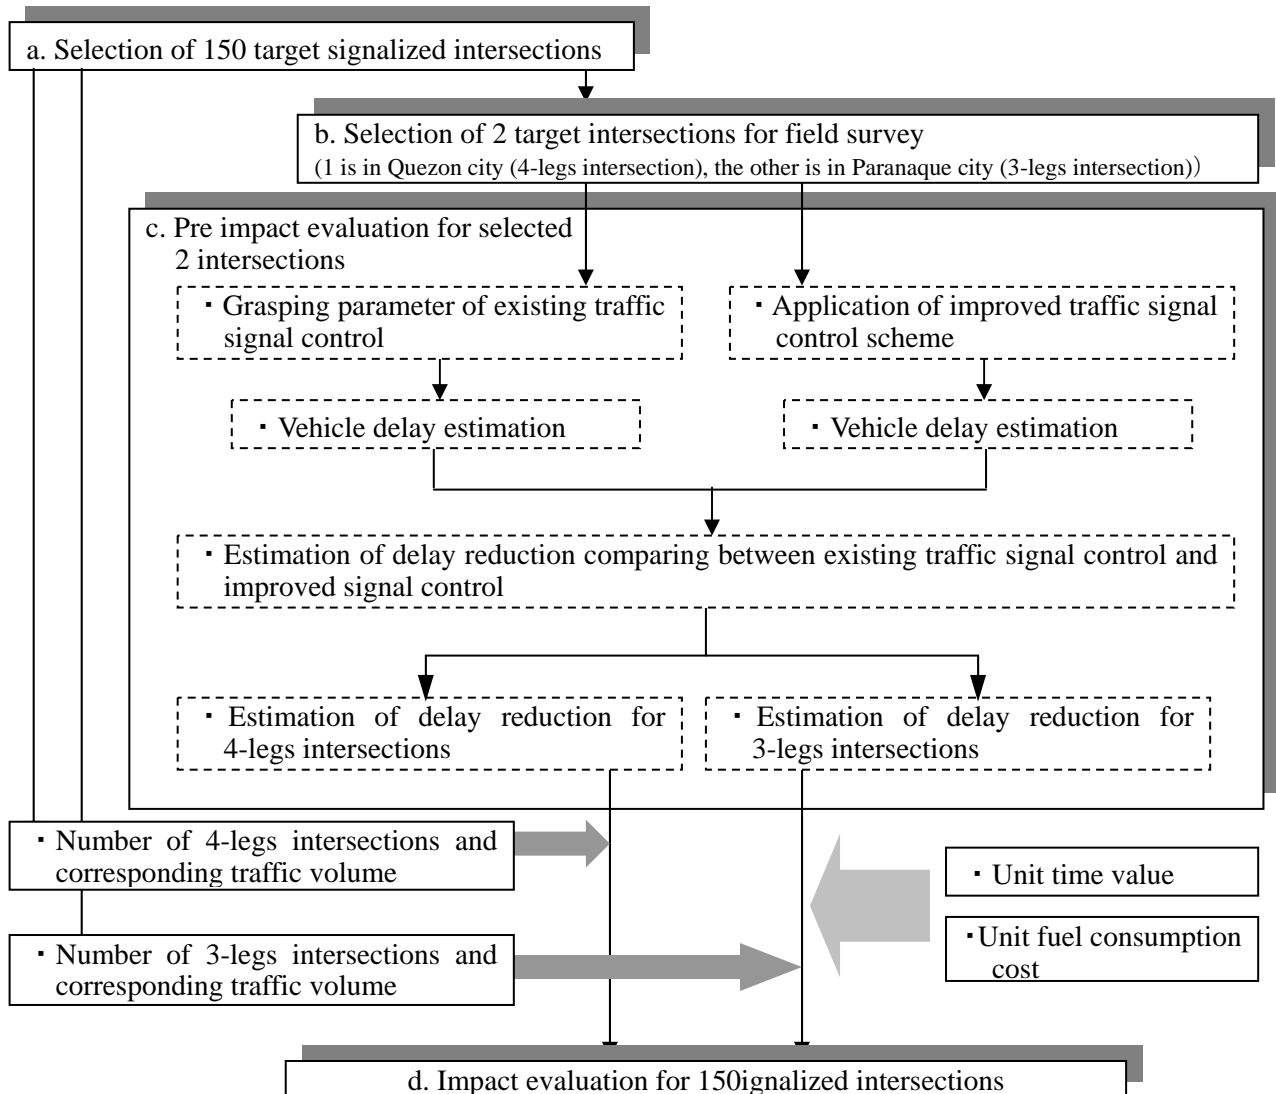 a. Selection of 150 target signalized intersections
b. Selection of 2 target intersections for field survey
(1 is in Quezon city (4-legs intersection), the other is in Paranaque city (3-legs intersection))
c. Pre impact evaluation for selected
2 intersections
・Grasping parameter of existing traffic
signal control
・Application of improved traffic signal
control scheme
・Vehicle delay estimation
・Vehicle delay estimation
・Estimation of delay reduction comparing between existing traffic signal control and
improved signal control
・Estimation of delay reduction for
4-legs intersections
・Estimation of delay reduction for
3-legs intersections
・Number of 4-legs intersections and
corresponding traffic volume
・Unit time value
・Number of 3-legs intersections and
corresponding traffic volume
・Unit fuel consumption
cost
d. Impact evaluation for 150ignalized intersections